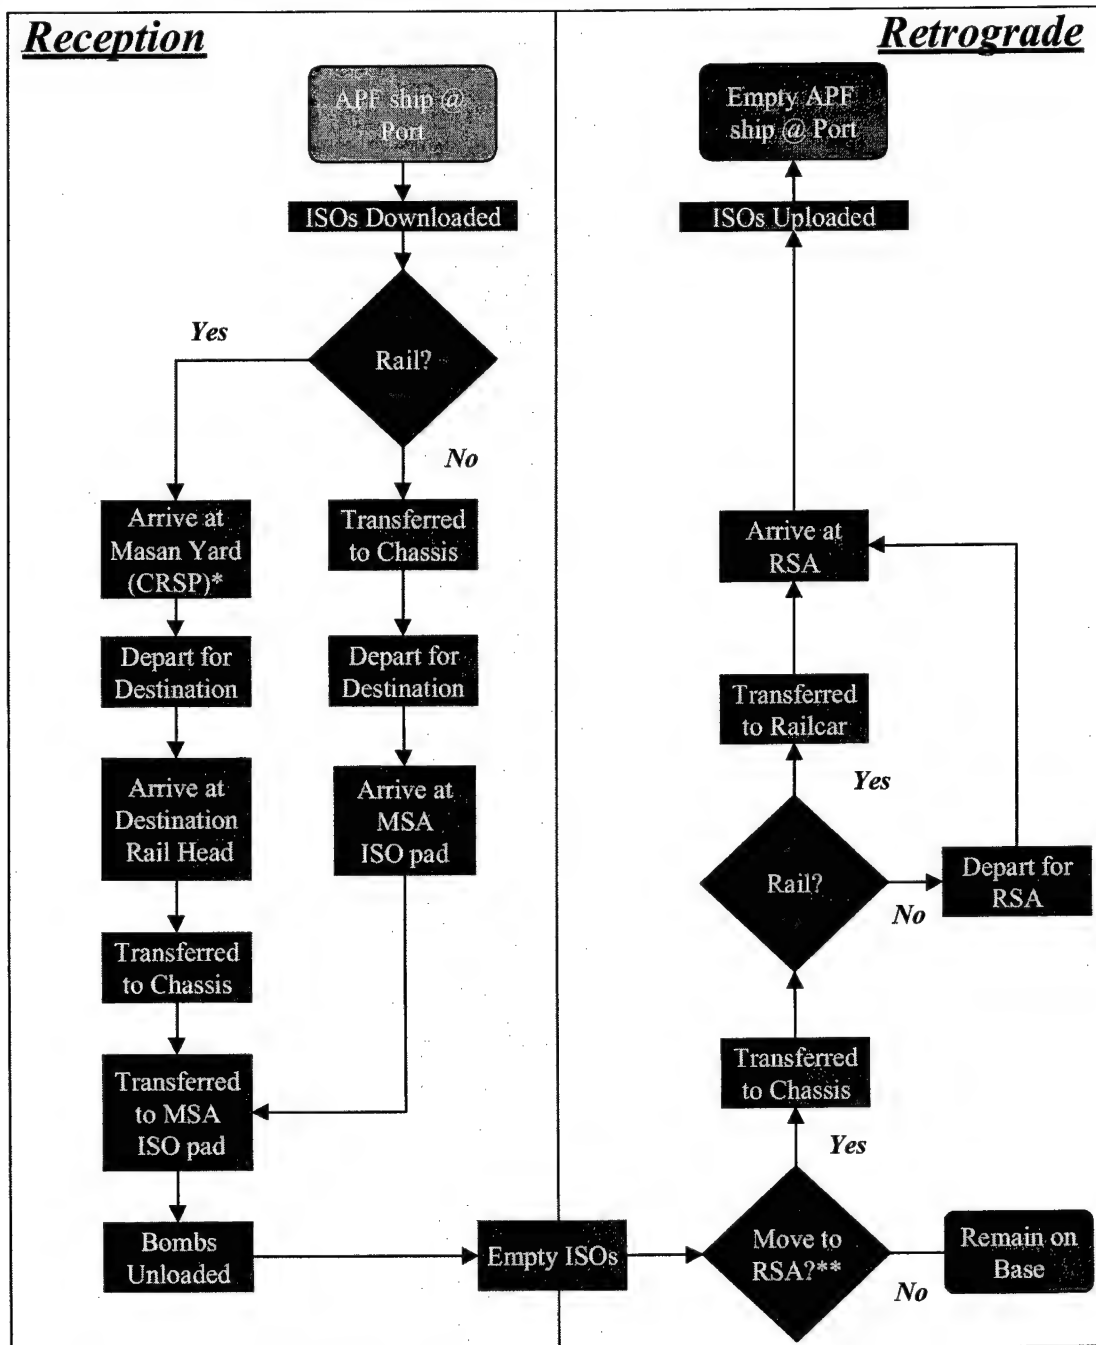 Reception
APF ship @
Port
ISOs Downloaded
Rail?
Yes
No
Arrive at
Masan Yard
(CRSP)*
Transferred
to Chassis
Depart for
Destination
Depart for
Destination
Arrive at
Destination
Rail Head
Arrive at
MSA
ISO pad
Transferred
to Chassis
Transferred
to MSA
ISO pad
Bombs
Unloaded
Empty ISOs
Retrograde
Empty APF
ship @ Port
ISOs Uploaded
Arrive at
RSA
Transferred
to Railcar
Yes
Rail?
No
Depart for
RSA
Transferred
to Chassis
Yes
Move to
RSA?**
No
Remain on
Base